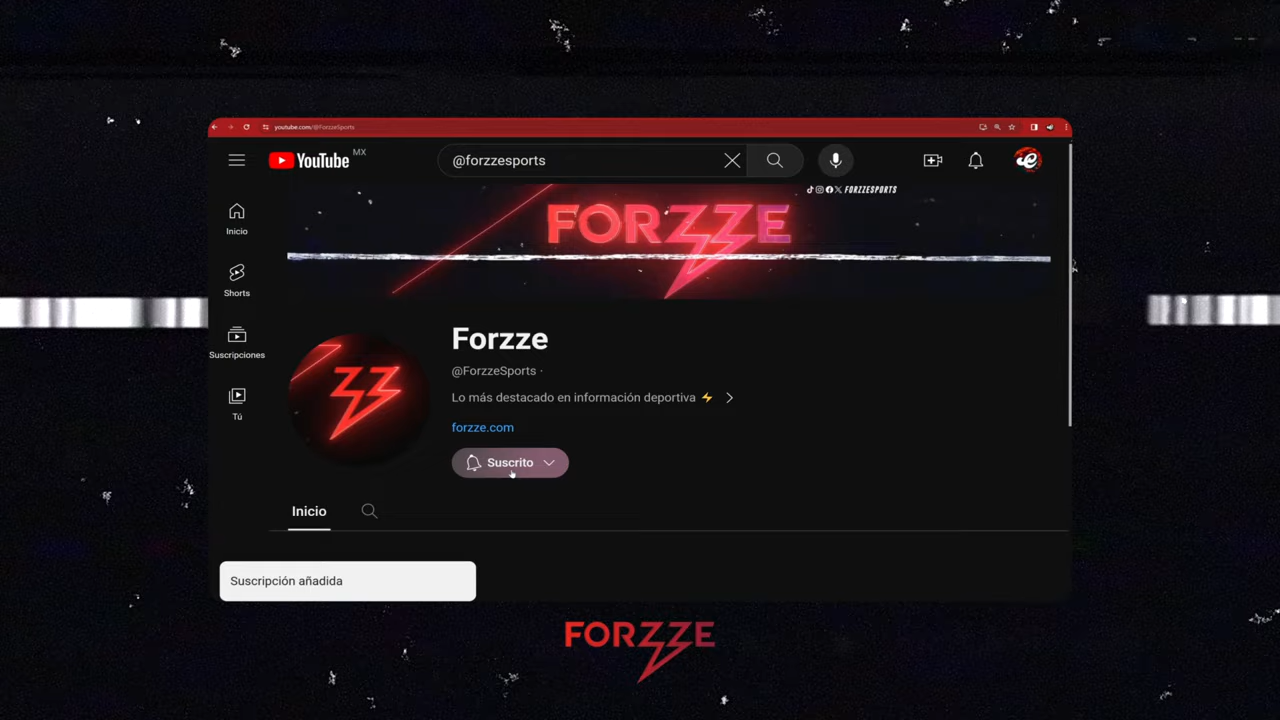 youtube.com/@ForzzeSports
YouTube MX
@forzzesports
FORZZESPORTS
FORZZE
Inicio
Shorts
Suscripciones
Tú
Forzze
@ForzzeSports ·
Lo más destacado en información deportiva ⚡
forzze.com
Suscrito
Inicio
Suscripción añadida
FORZZE